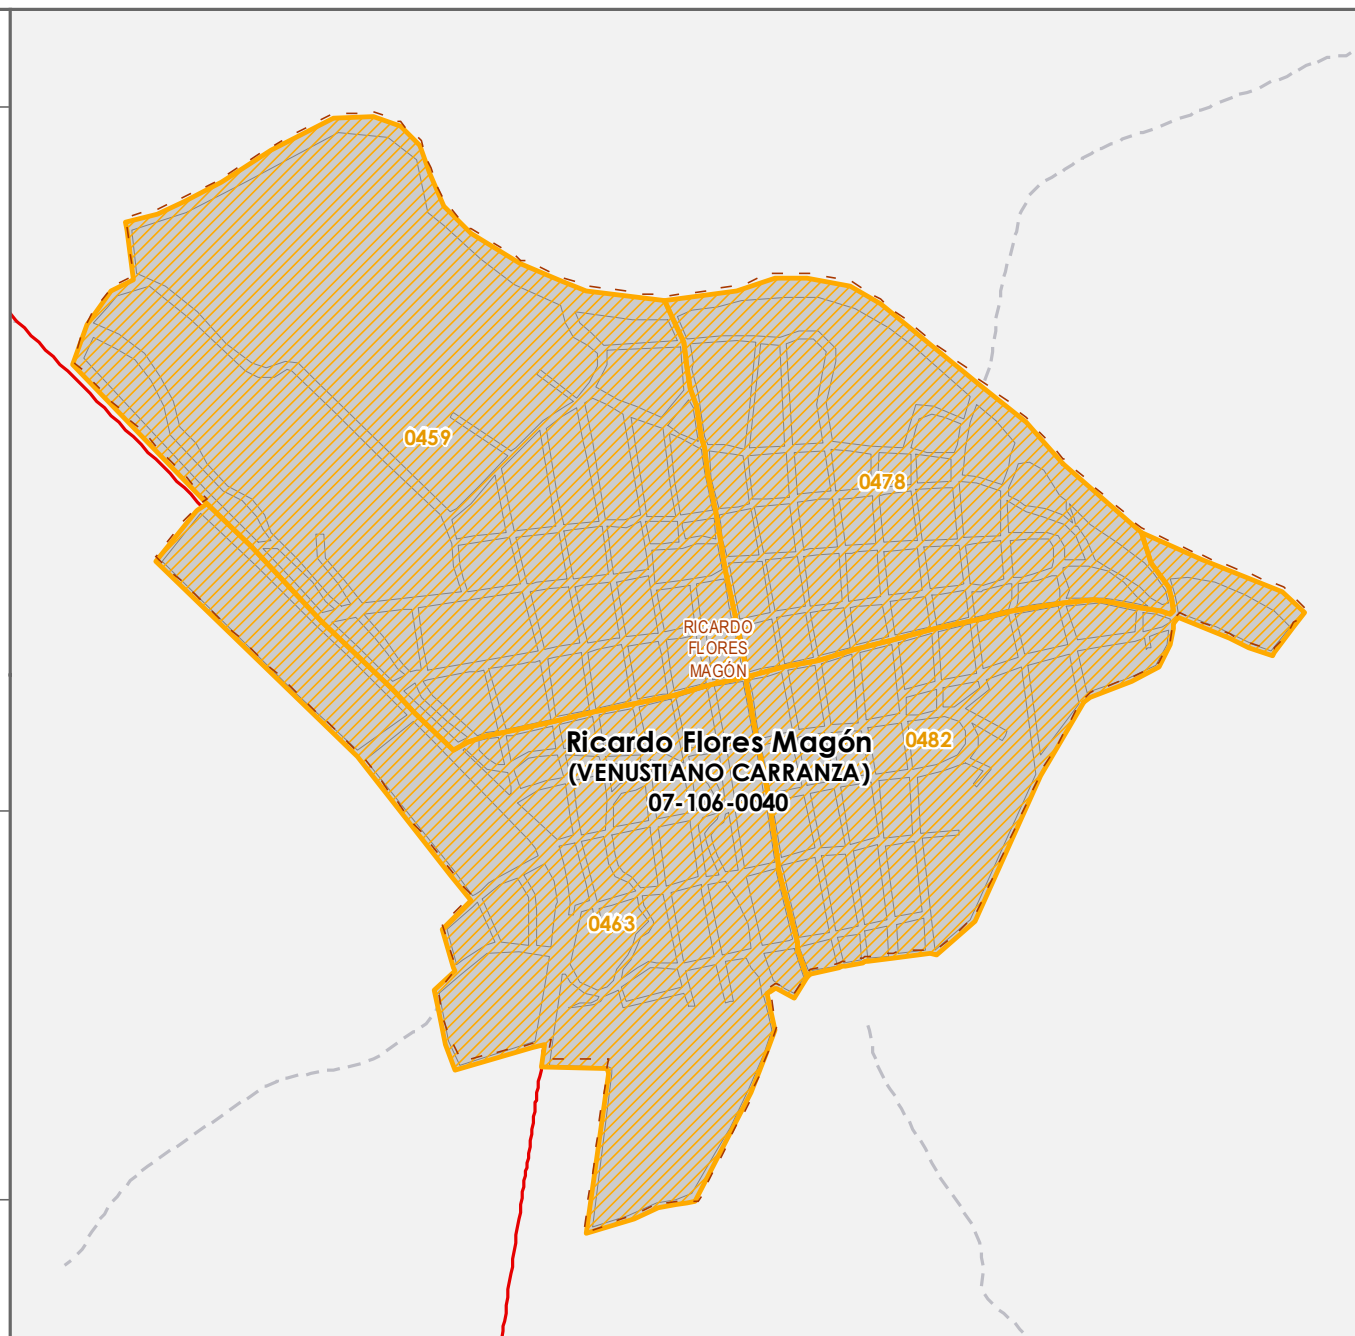 0459
0478
RICARDO
FLORES
MAGÓN
Ricardo Flores Magón
(VENUSTIANO CARRANZA)
07-106-0040
0482
0463